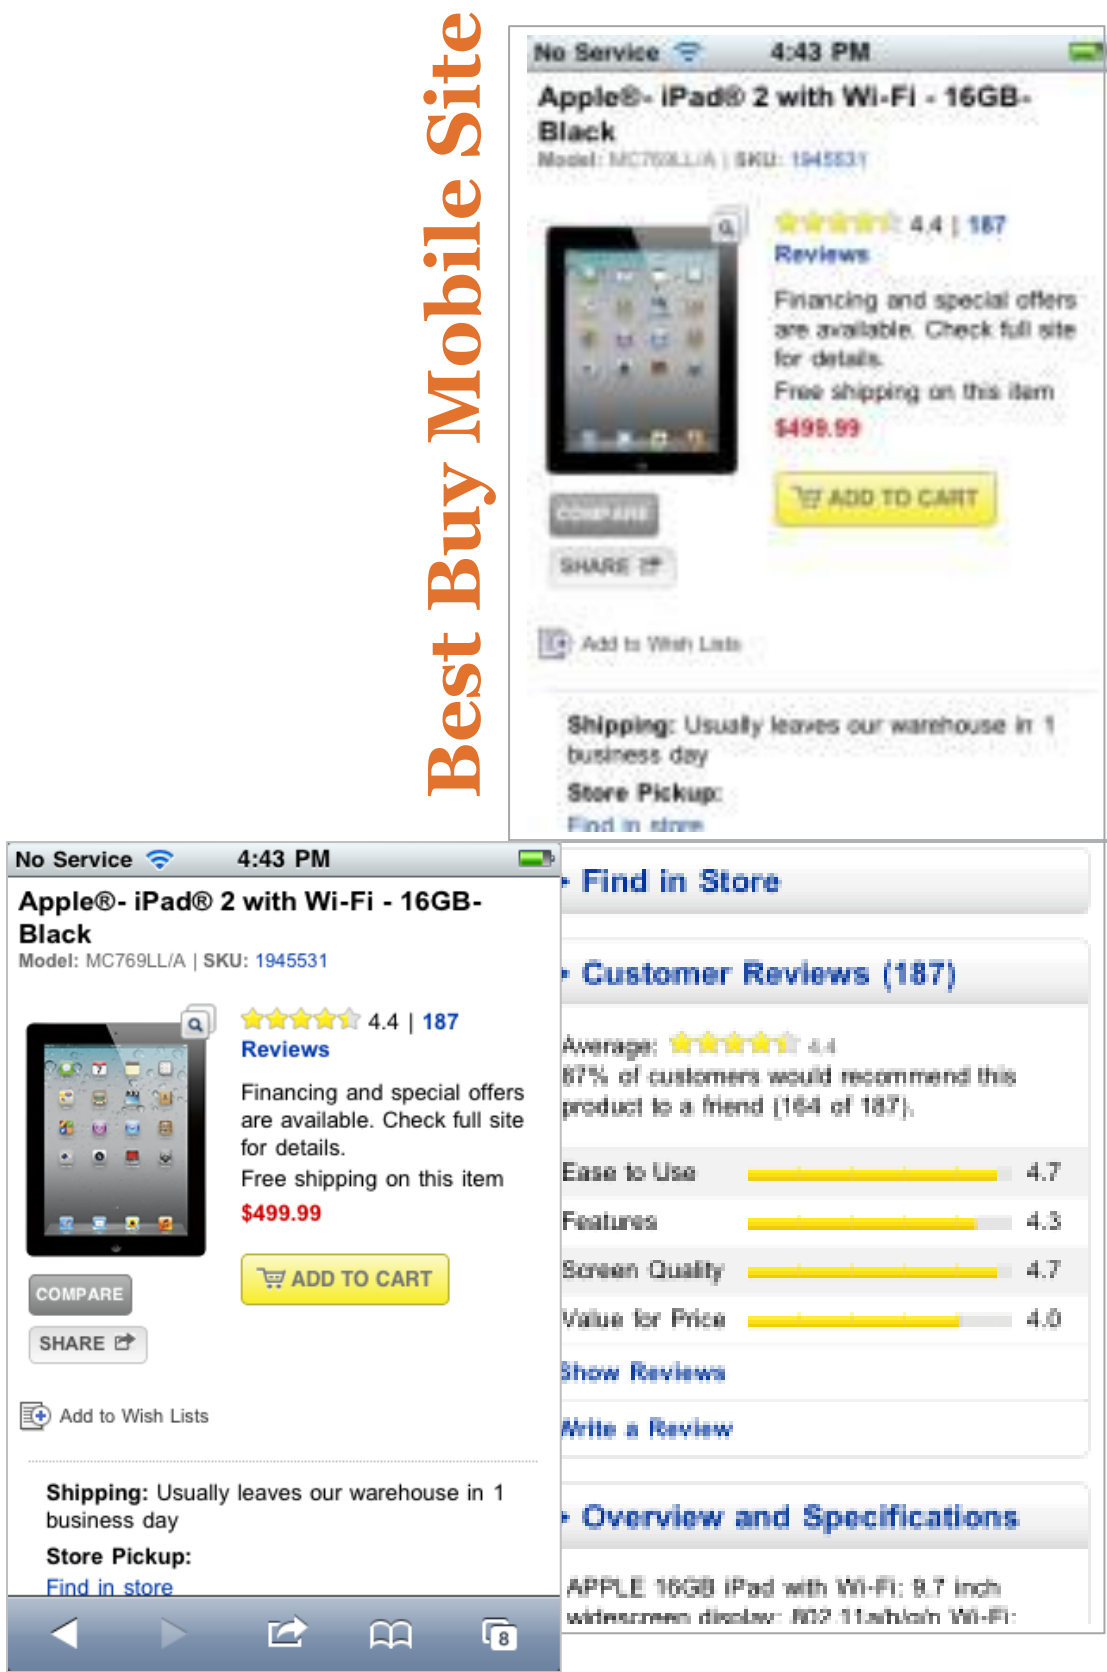 Best Buy Mobile Site
No Service 4:43 PM
Apple®- iPad® 2 with Wi-Fi - 16GB-
Black
Model: MC769LL/A | SKU: 1945531
4.4 | 187
Reviews
Financing and special offers
are available. Check full site
for details.
Free shipping on this item
$499.99
ADD TO CART
COMPARE
SHARE
Add to Wish Lists
Shipping: Usually leaves our warehouse in 1
business day
Store Pickup:
Find in store
No Service 4:43 PM
Apple®- iPad® 2 with Wi-Fi - 16GB-
Black
Model: MC769LL/A | SKU: 1945531
4.4 | 187
Reviews
Financing and special offers
are available. Check full site
for details.
Free shipping on this item
$499.99
ADD TO CART
COMPARE
SHARE
Add to Wish Lists
Shipping: Usually leaves our warehouse in 1
business day
Store Pickup:
Find in store
8
Find in Store
Customer Reviews (187)
Average: 4.4
87% of customers would recommend this
product to a friend (164 of 187).
Ease to Use 4.7
Features 4.3
Screen Quality 4.7
Value for Price 4.0
Show Reviews
Write a Review
Overview and Specifications
APPLE 16GB iPad with Wi-Fi: 9.7 inch
widescreen display; 802.11a/b/g/n Wi-Fi;